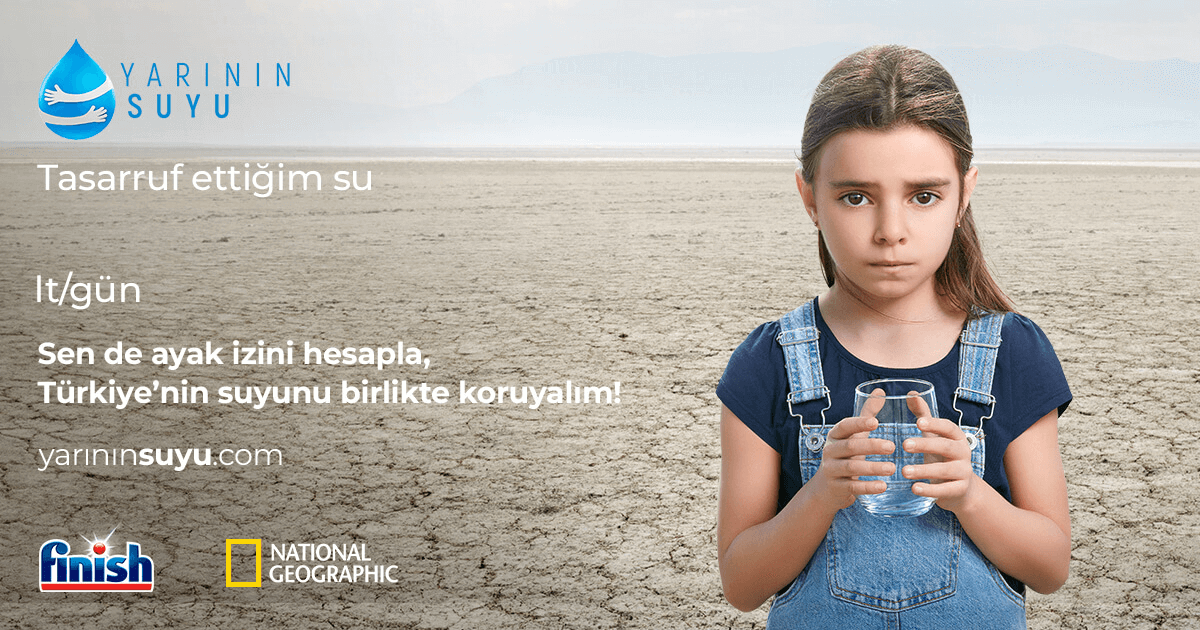 YARININ
SUYU
Tasarruf ettiğim su
lt/gün
Sen de ayak izini hesapla,
Türkiye’nin suyunu birlikte koruyalım!
yarınınsuyu.com
finish
NATIONAL
GEOGRAPHIC